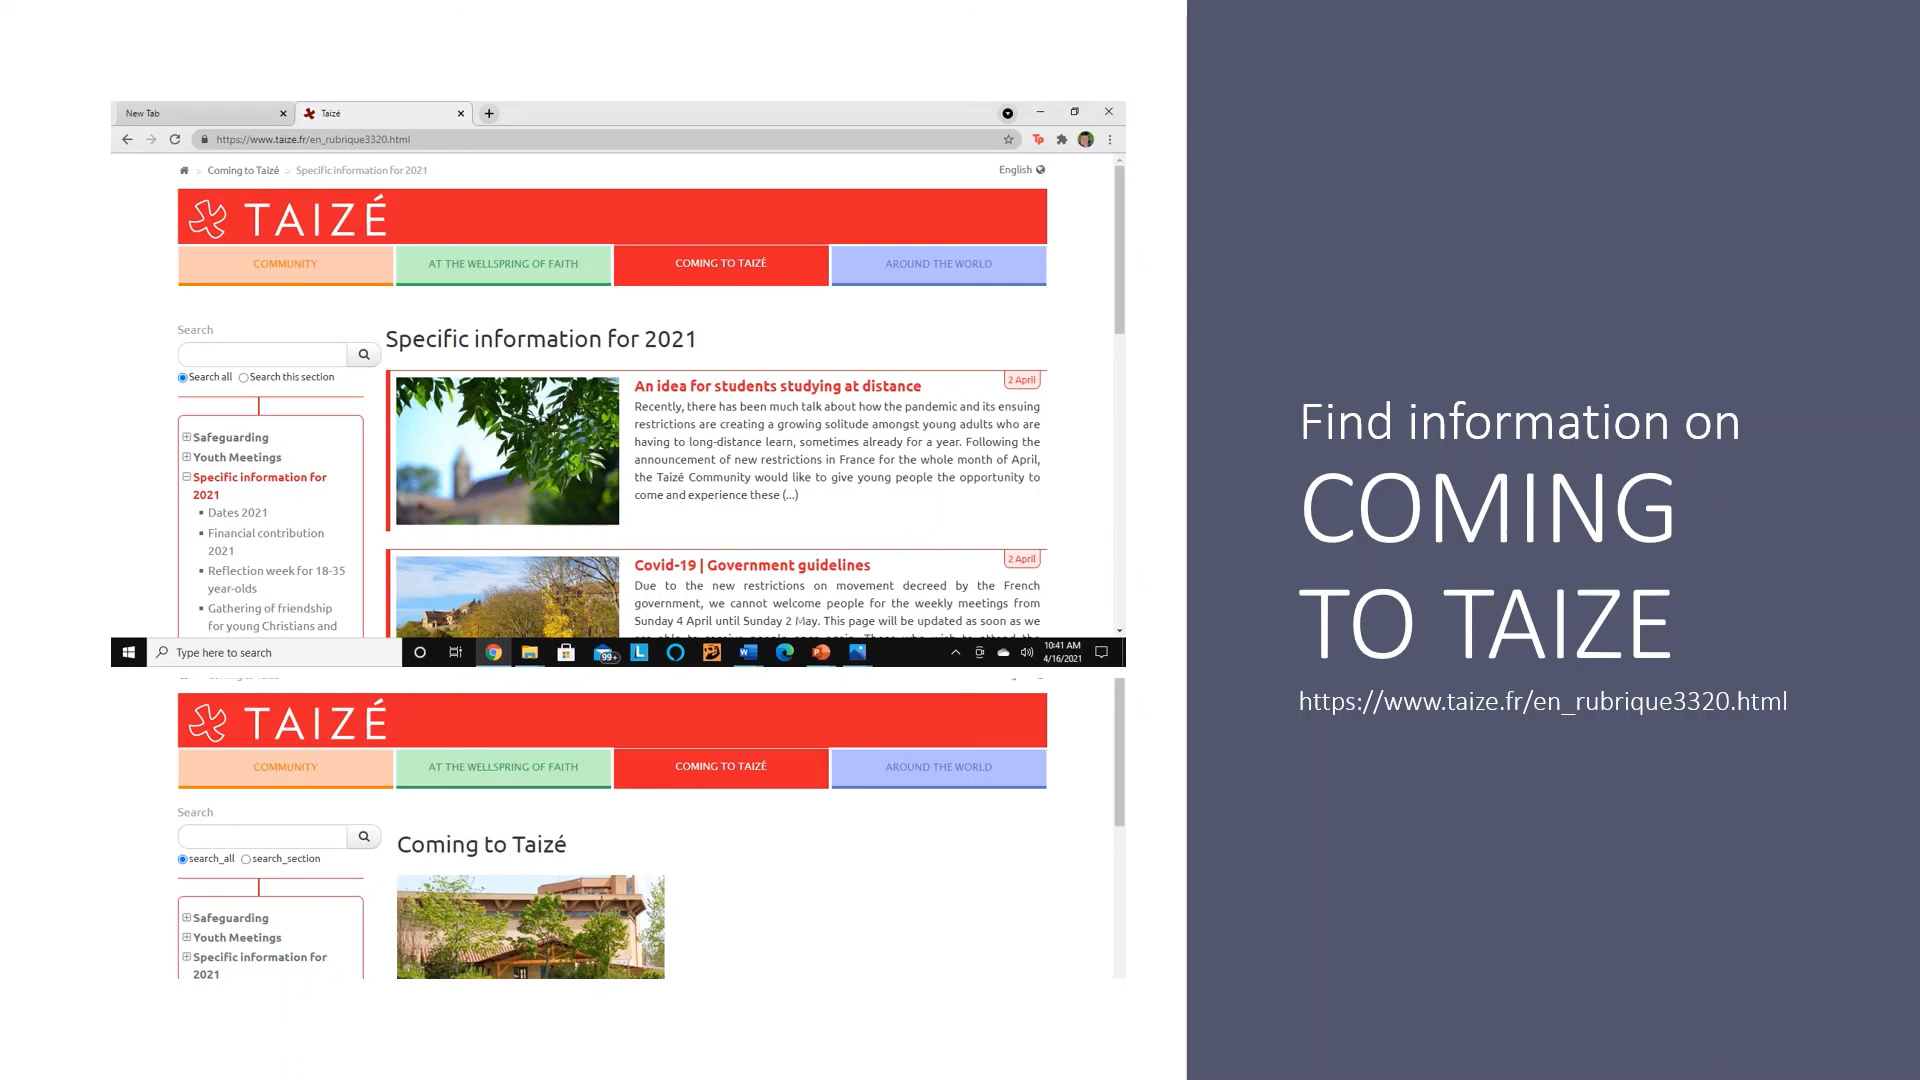 New Tab
Taizé
https://www.taize.fr/en_rubrique3320.html
Tp
> Coming to Taizé > Specific information for 2021
English
TAIZÉ
COMMUNITY
AT THE WELLSPRING OF FAITH
COMING TO TAIZÉ
AROUND THE WORLD
Search
Search all Search this section
Safeguarding
Youth Meetings
Specific information for
2021
Dates 2021
Financial contribution
2021
Reflection week for 18-35
year-olds
Gathering of friendship
for young Christians and
Specific information for 2021
An idea for students studying at distance
2 April
Recently, there has been much talk about how the pandemic and its ensuing
restrictions are creating a growing solitude amongst young adults who are
having to long-distance learn, sometimes already for a year. Following the
announcement of new restrictions in France for the whole month of April,
the Taizé Community would like to give young people the opportunity to
come and experience these (...)
Covid-19 | Government guidelines
2 April
Due to the new restrictions on movement decreed by the French
government, we cannot welcome people for the weekly meetings from
Sunday 4 April until Sunday 2 May. This page will be updated as soon as we
Type here to search
99+
L
10:41 AM
4/16/2021
TAIZÉ
COMMUNITY
AT THE WELLSPRING OF FAITH
COMING TO TAIZÉ
AROUND THE WORLD
Search
search_all search_section
Safeguarding
Youth Meetings
Specific information for
2021
Coming to Taizé
Find information on
COMING
TO TAIZE
https://www.taize.fr/en_rubrique3320.html